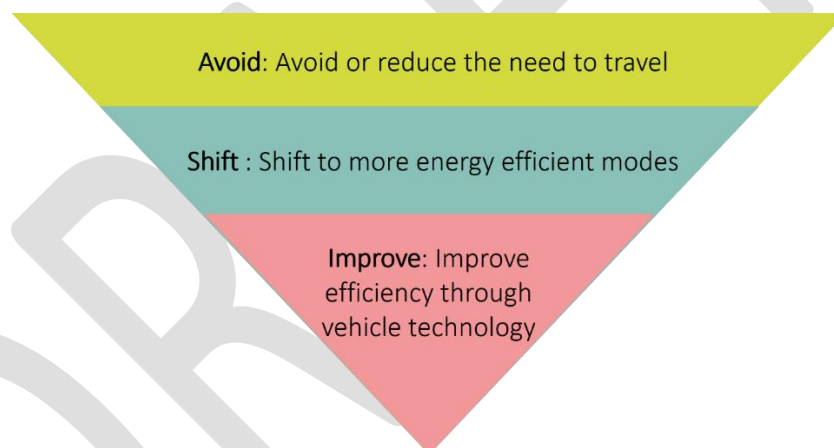 Avoid: Avoid or reduce the need to travel
Shift : Shift to more energy efficient modes
Improve: Improve
efficiency through
vehicle technology